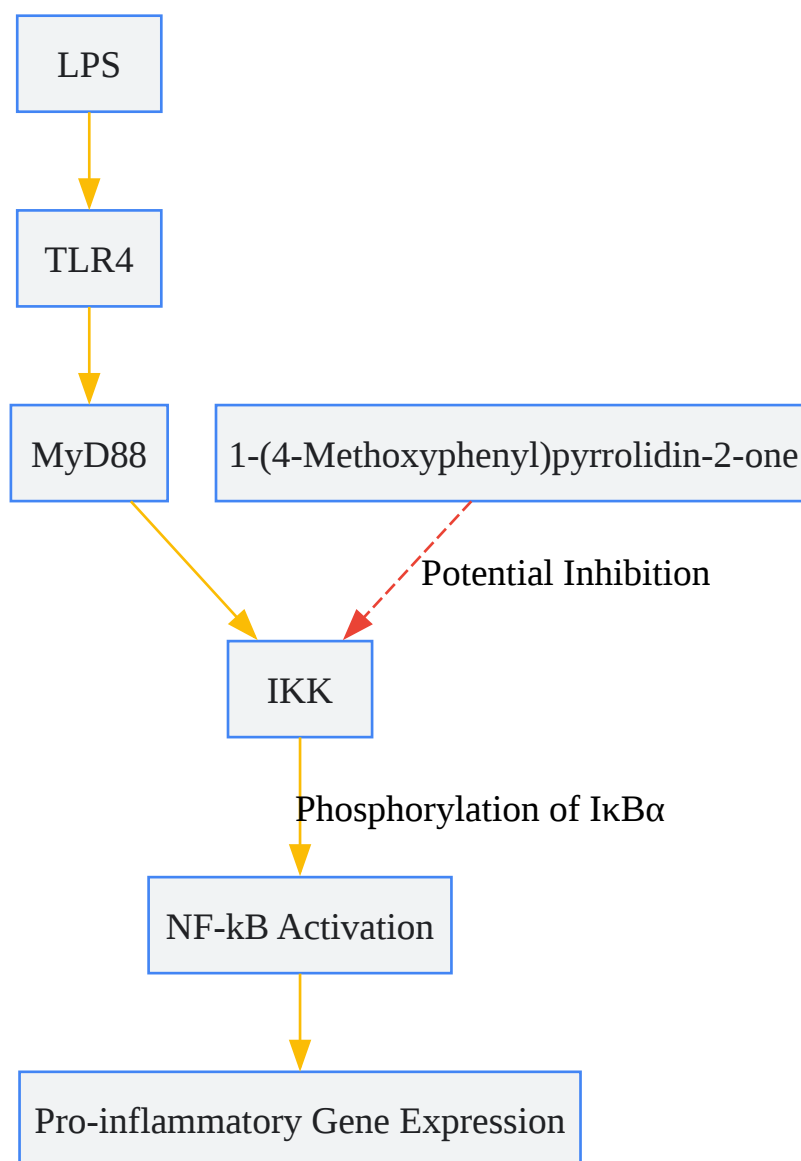 LPS
TLR4
MyD88
1-(4-Methoxyphenyl)pyrrolidin-2-one
Potential Inhibition
IKK
Phosphorylation of IκBα
NF-kB Activation
Pro-inflammatory Gene Expression